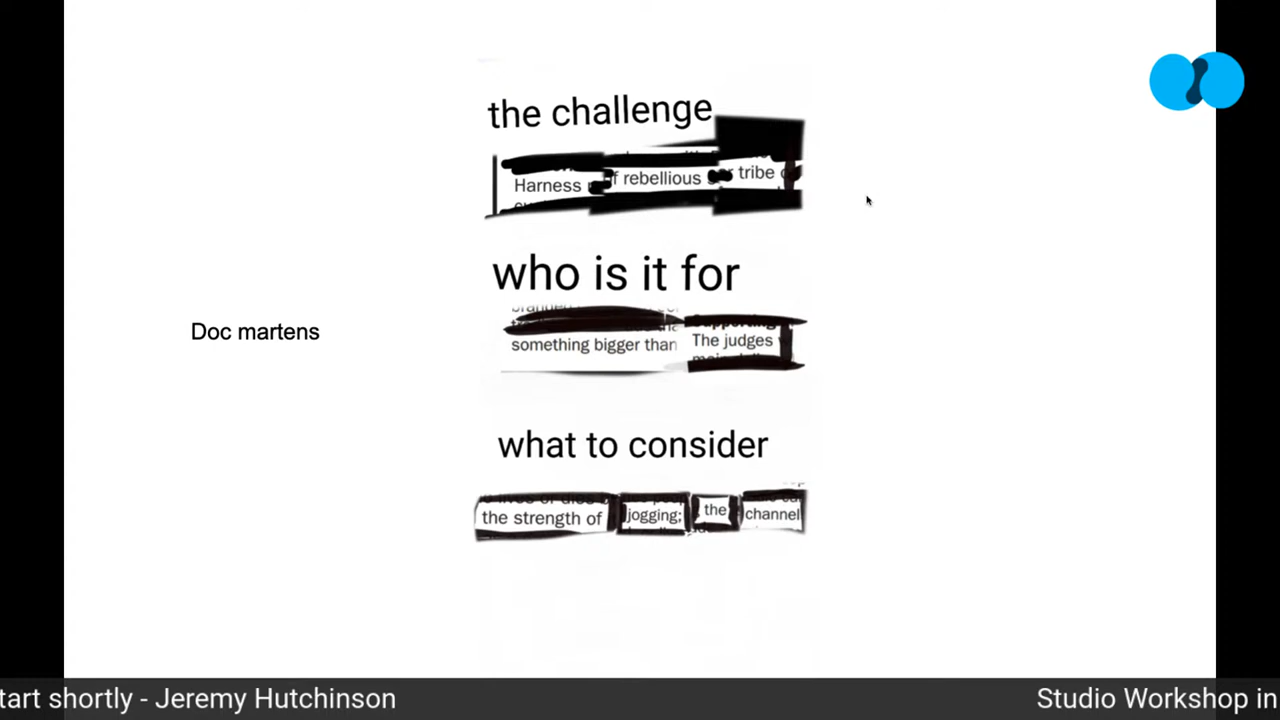 the challenge
Harness of rebellious tribe
who is it for
Doc martens
something bigger than The judges
what to consider
the strength of jogging; the channel
tart shortly - Jeremy Hutchinson
Studio Workshop in